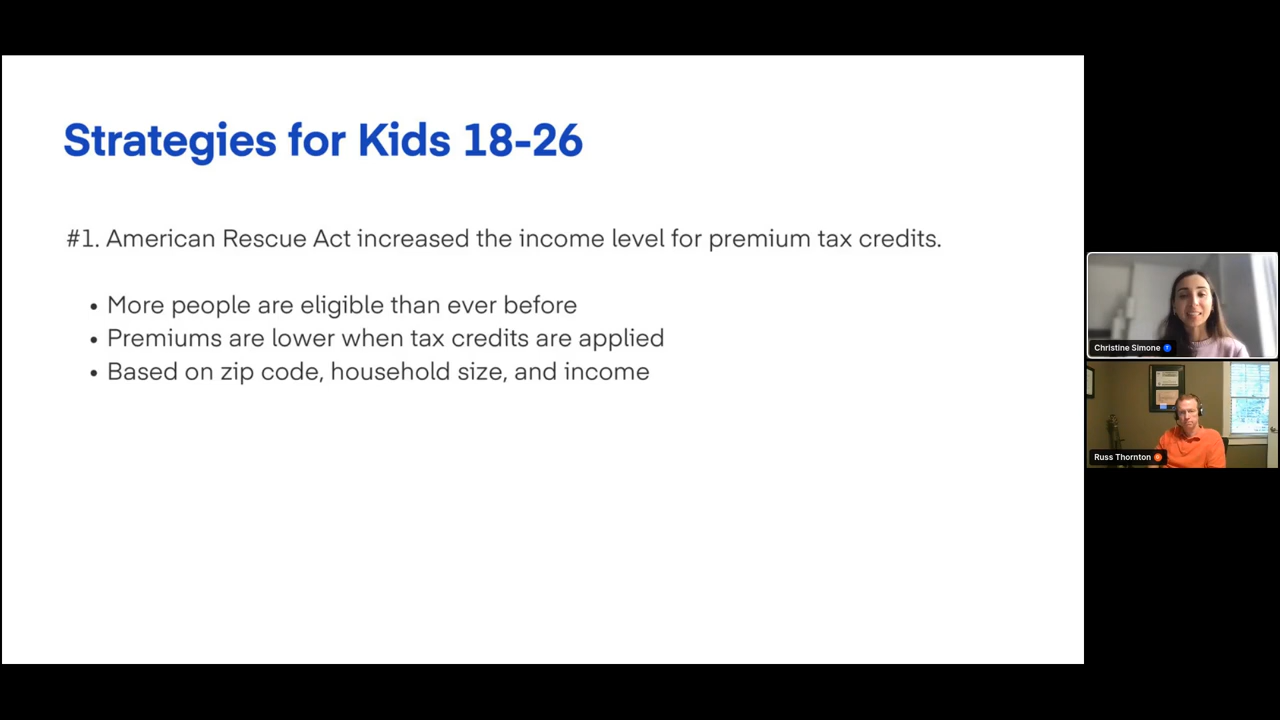 Strategies for Kids 18-26
#1. American Rescue Act increased the income level for premium tax credits.
• More people are eligible than ever before
• Premiums are lower when tax credits are applied
• Based on zip code, household size, and income
Christine Simone
Russ Thornton